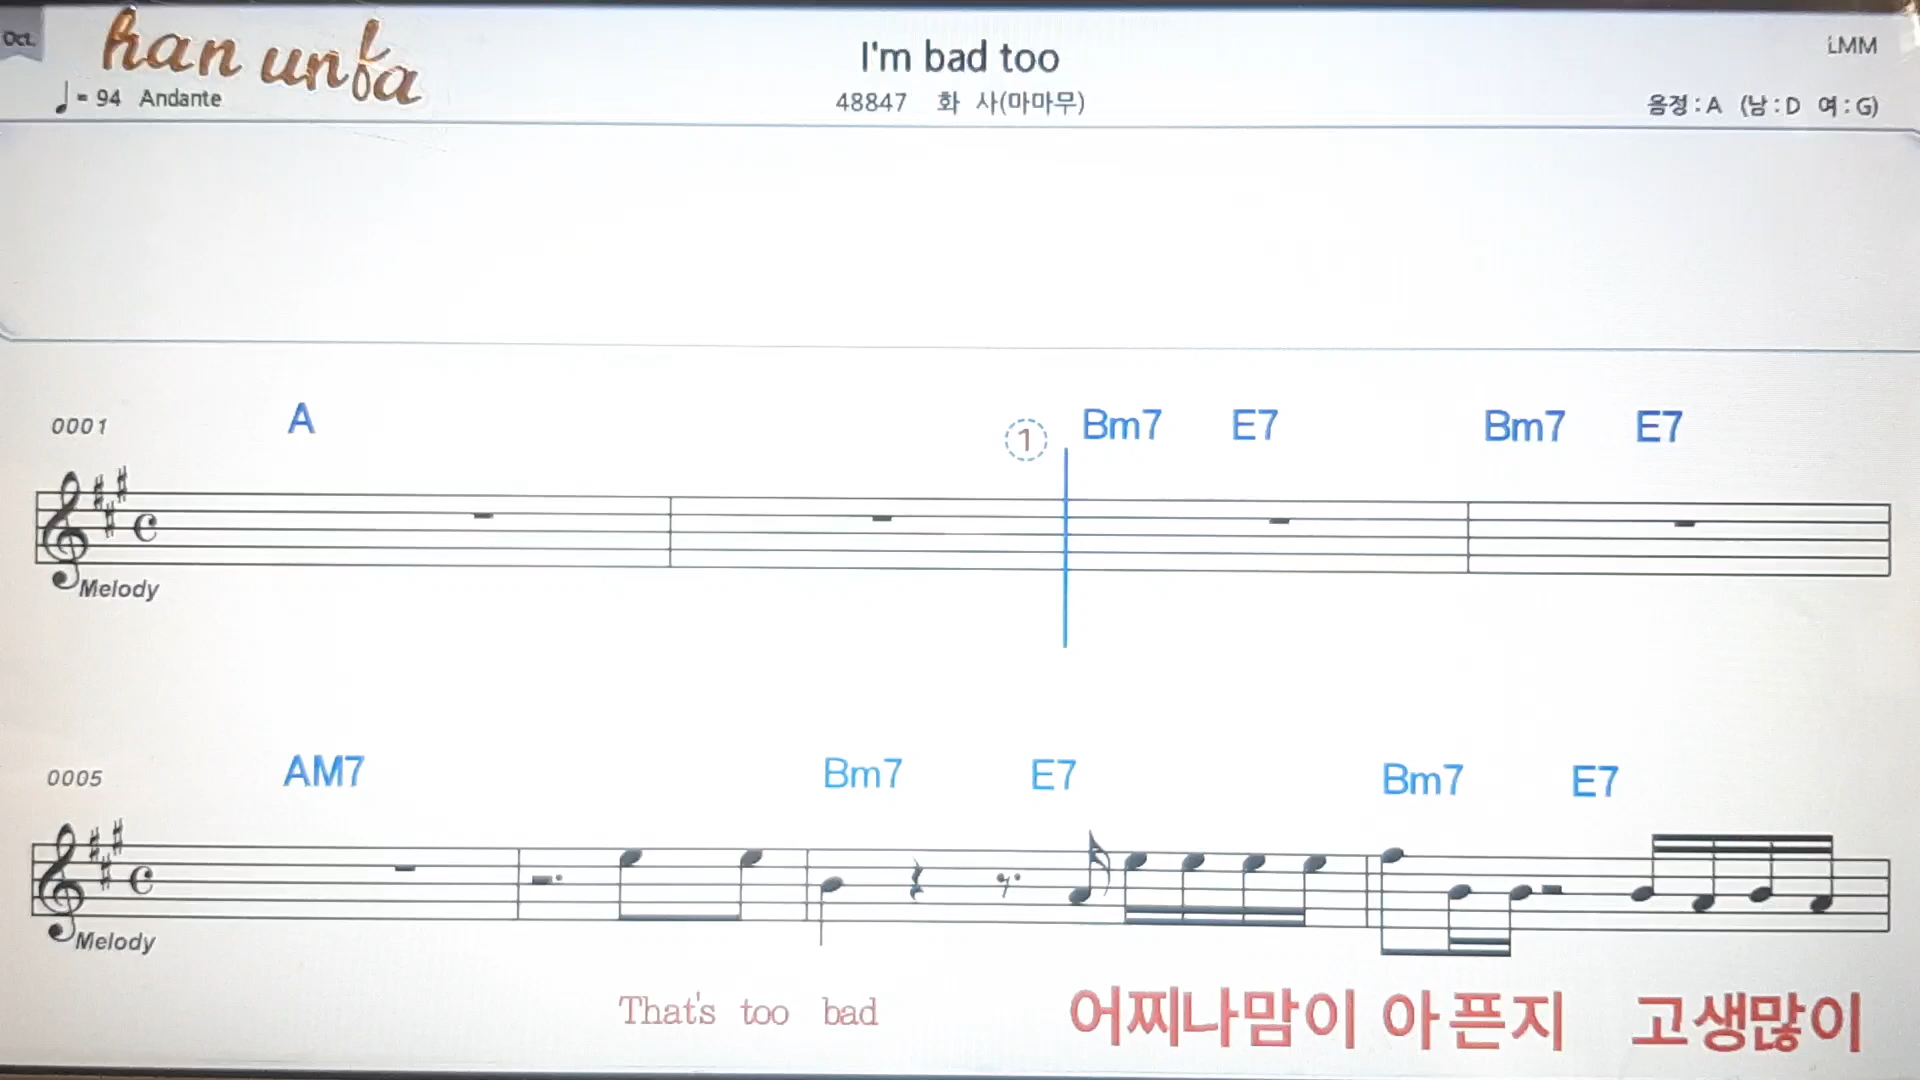 Oct.
han unfa
I'm bad too
LMM
= 94 Andante
48847 화 사(마마무)
음정 : A (남 : D 여 : G)
0001 A 1 Bm7 E7 Bm7 E7
Melody
0005 AM7 Bm7 E7 Bm7 E7
Melody
That's too bad 어찌나맘이 아픈지 고생많이